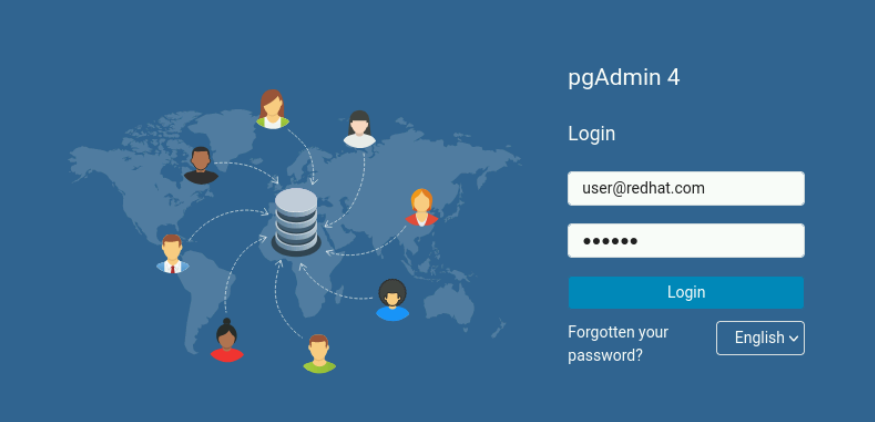 pgAdmin 4
Login
user@redhat.com
••••••
Login
Forgotten your
password?
English